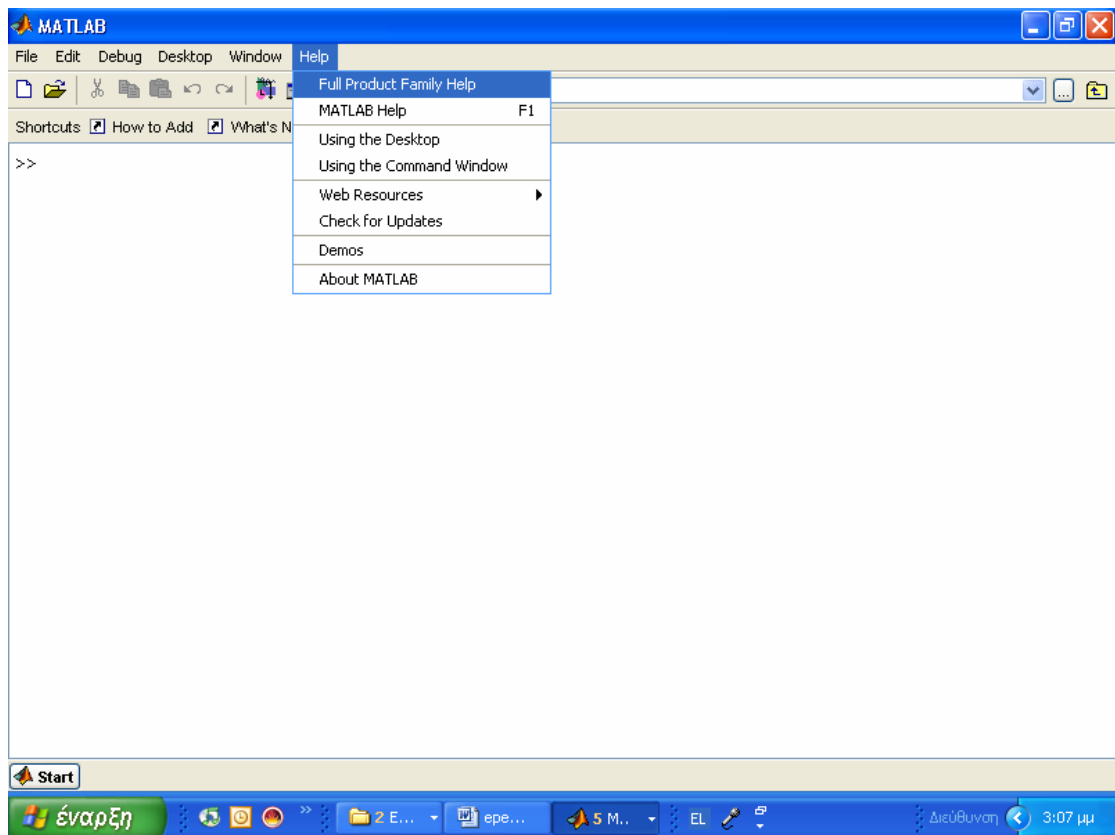 MATLAB
File Edit Debug Desktop Window Help
Full Product Family Help
MATLAB Help F1
Shortcuts How to Add What's N
Using the Desktop
>>
Using the Command Window
Web Resources
Check for Updates
Demos
About MATLAB
Start
έναρξη 2 E... epe... 5 M.. EL Διεύθυνση 3:07 μμ